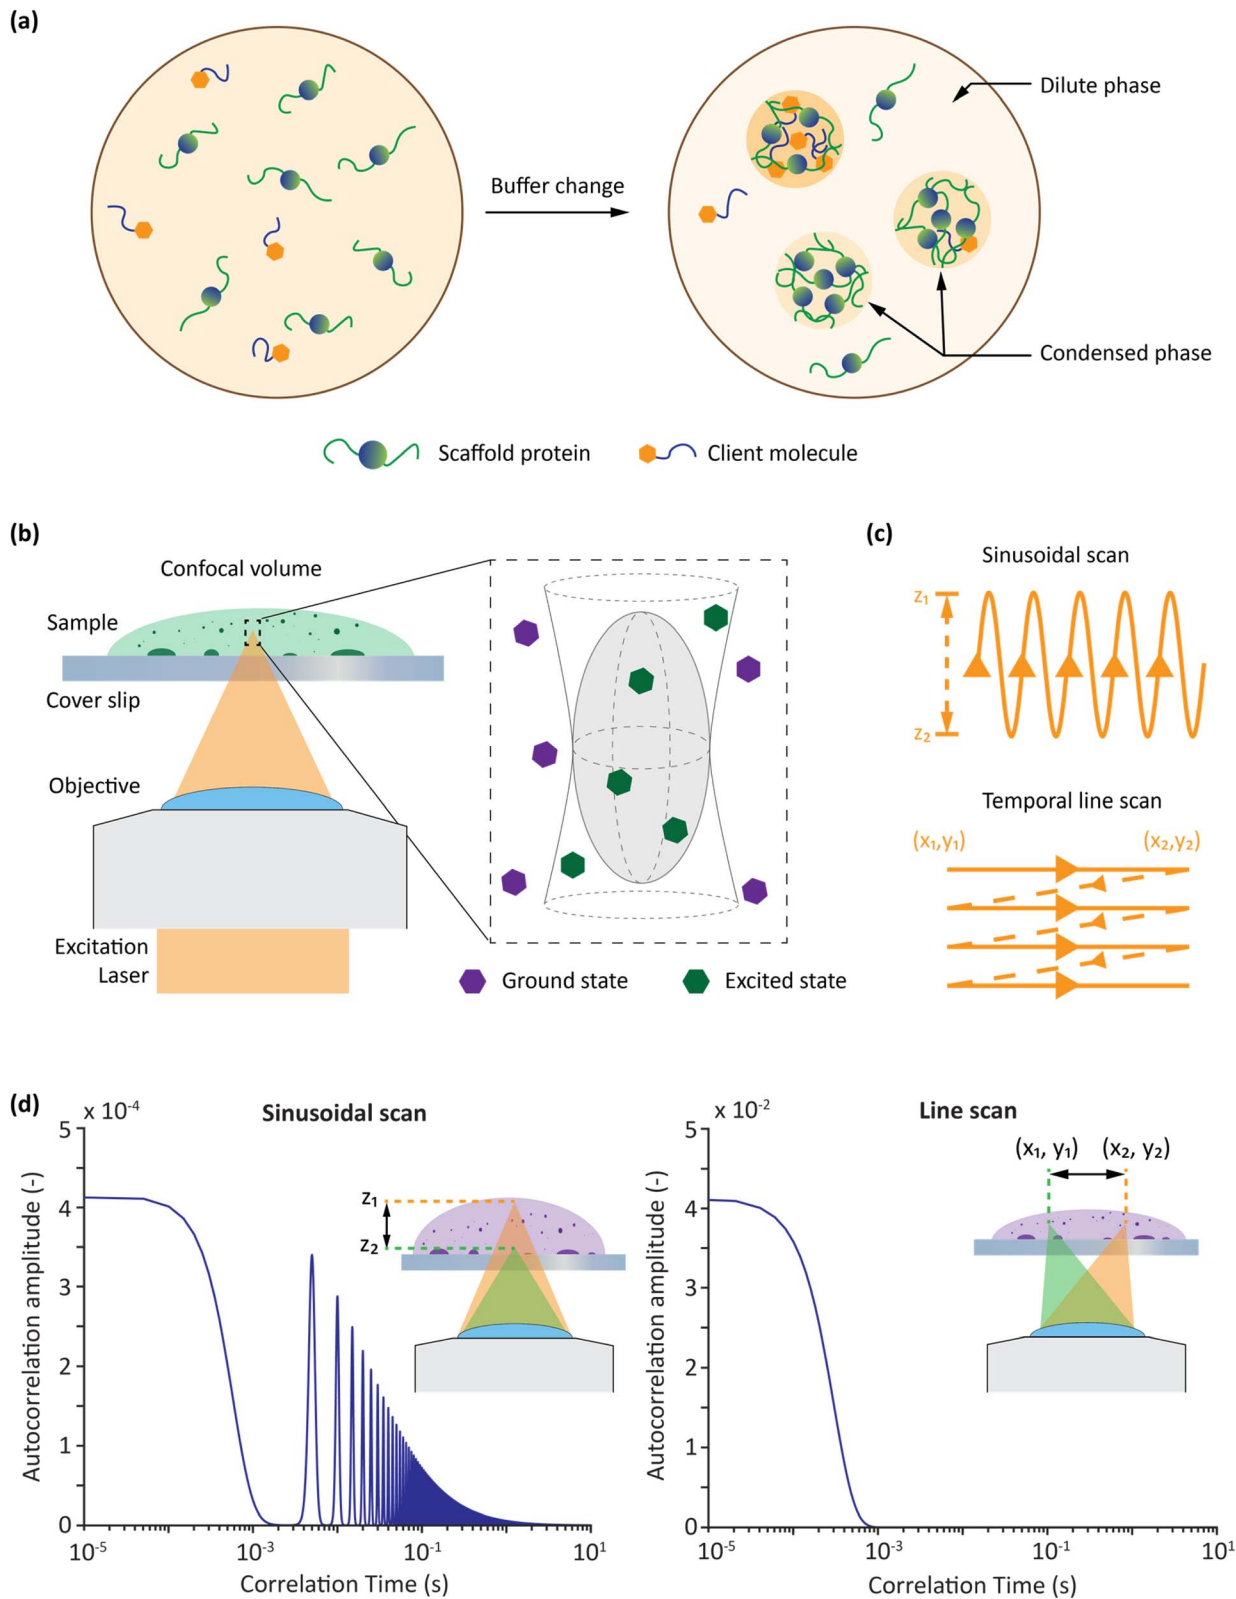 (a)
Dilute phase
Buffer change
Condensed phase
Scaffold protein
Client molecule
(b)
Confocal volume
Sample
Cover slip
Objective
Excitation
Laser
Ground state
Excited state
(c)
Sinusoidal scan
z₁
z₂
Temporal line scan
(x₁,y₁)
(x₂,y₂)
(d)
x 10⁻⁴
Sinusoidal scan
5
4
3
2
1
0
Autocorrelation amplitude (-)
z₁
z₂
10⁻⁵
10⁻³
10⁻¹
10¹
Correlation Time (s)
x 10⁻²
Line scan
(x₁, y₁)
(x₂, y₂)
5
4
3
2
1
0
Autocorrelation amplitude (-)
10⁻⁵
10⁻³
10⁻¹
10¹
Correlation Time (s)